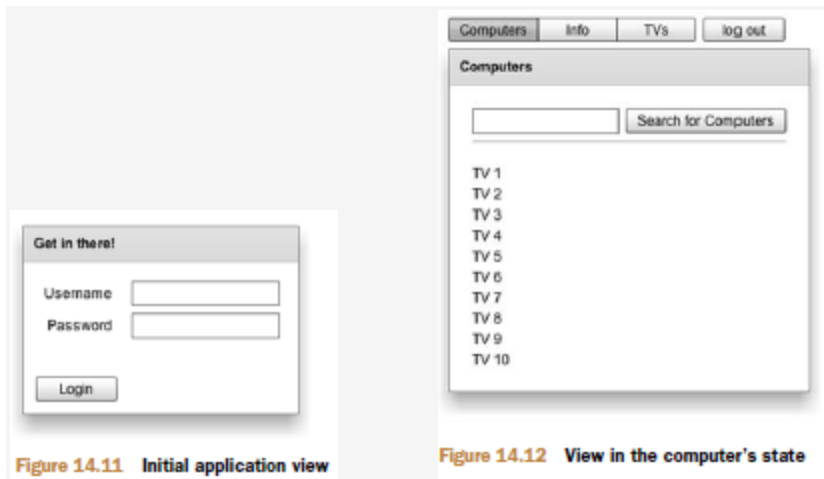 Get in there!
Username
Password
Login
Figure 14.11 Initial application view
Computers Info TVs log out
Computers
Search for Computers
TV 1
TV 2
TV 3
TV 4
TV 5
TV 6
TV 7
TV 8
TV 9
TV 10
Figure 14.12 View in the computer's state